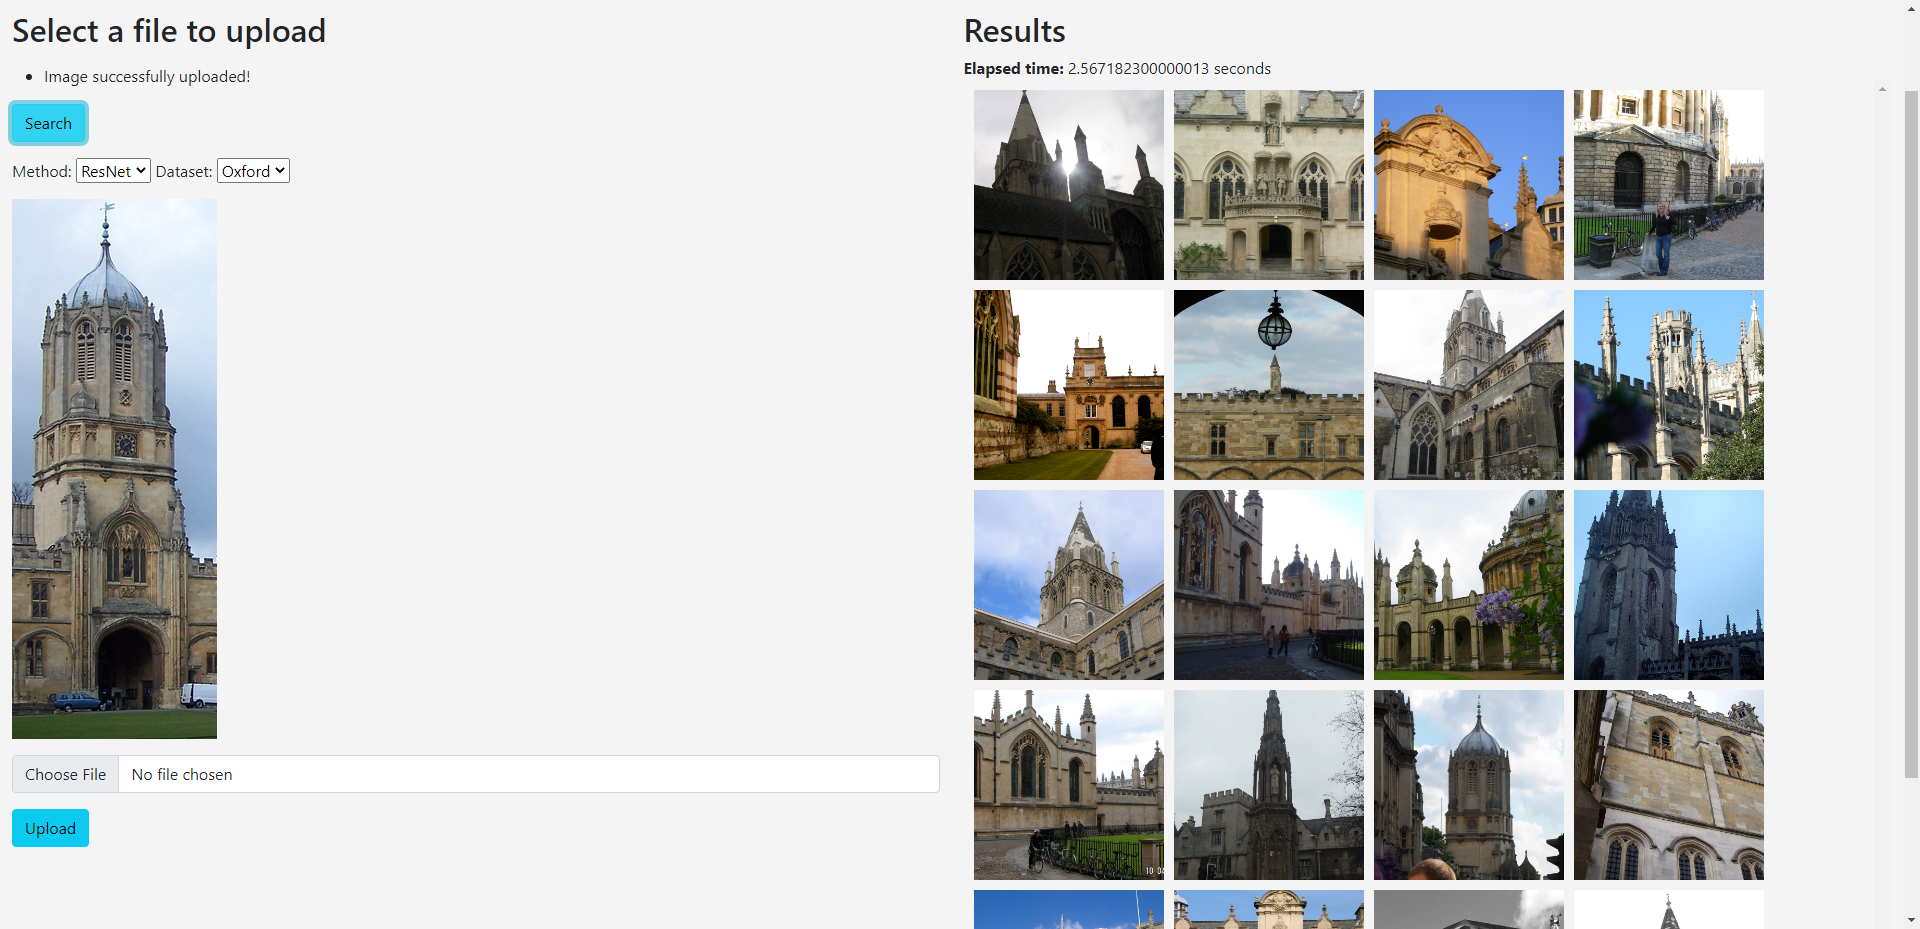 Select a file to upload
Image successfully uploaded!
Search
Method: ResNet Dataset: Oxford
Choose File No file chosen
Upload
Results
Elapsed time: 2.567182300000013 seconds